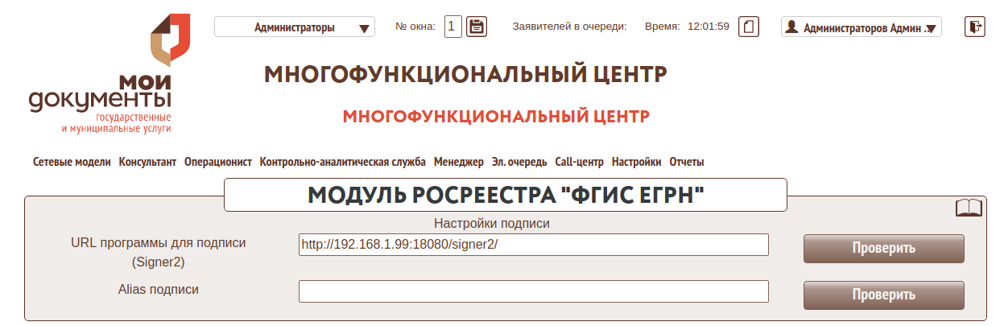 Администраторы
№ окна: 1
Заявителей в очереди:
Время: 12:01:59
Администраторов Админ ...
мои
документы
государственные
и муниципальные услуги
МНОГОФУНКЦИОНАЛЬНЫЙ ЦЕНТР
МНОГОФУНКЦИОНАЛЬНЫЙ ЦЕНТР
Сетевые модели Консультант Операционист Контрольно-аналитическая служба Менеджер Эл. очередь Call-центр Настройки Отчеты
МОДУЛЬ РОСРЕЕСТРА "ФГИС ЕГРН"
Настройки подписи
URL программы для подписи
(Signer2)
http://192.168.1.99:18080/signer2/
Проверить
Alias подписи
Проверить